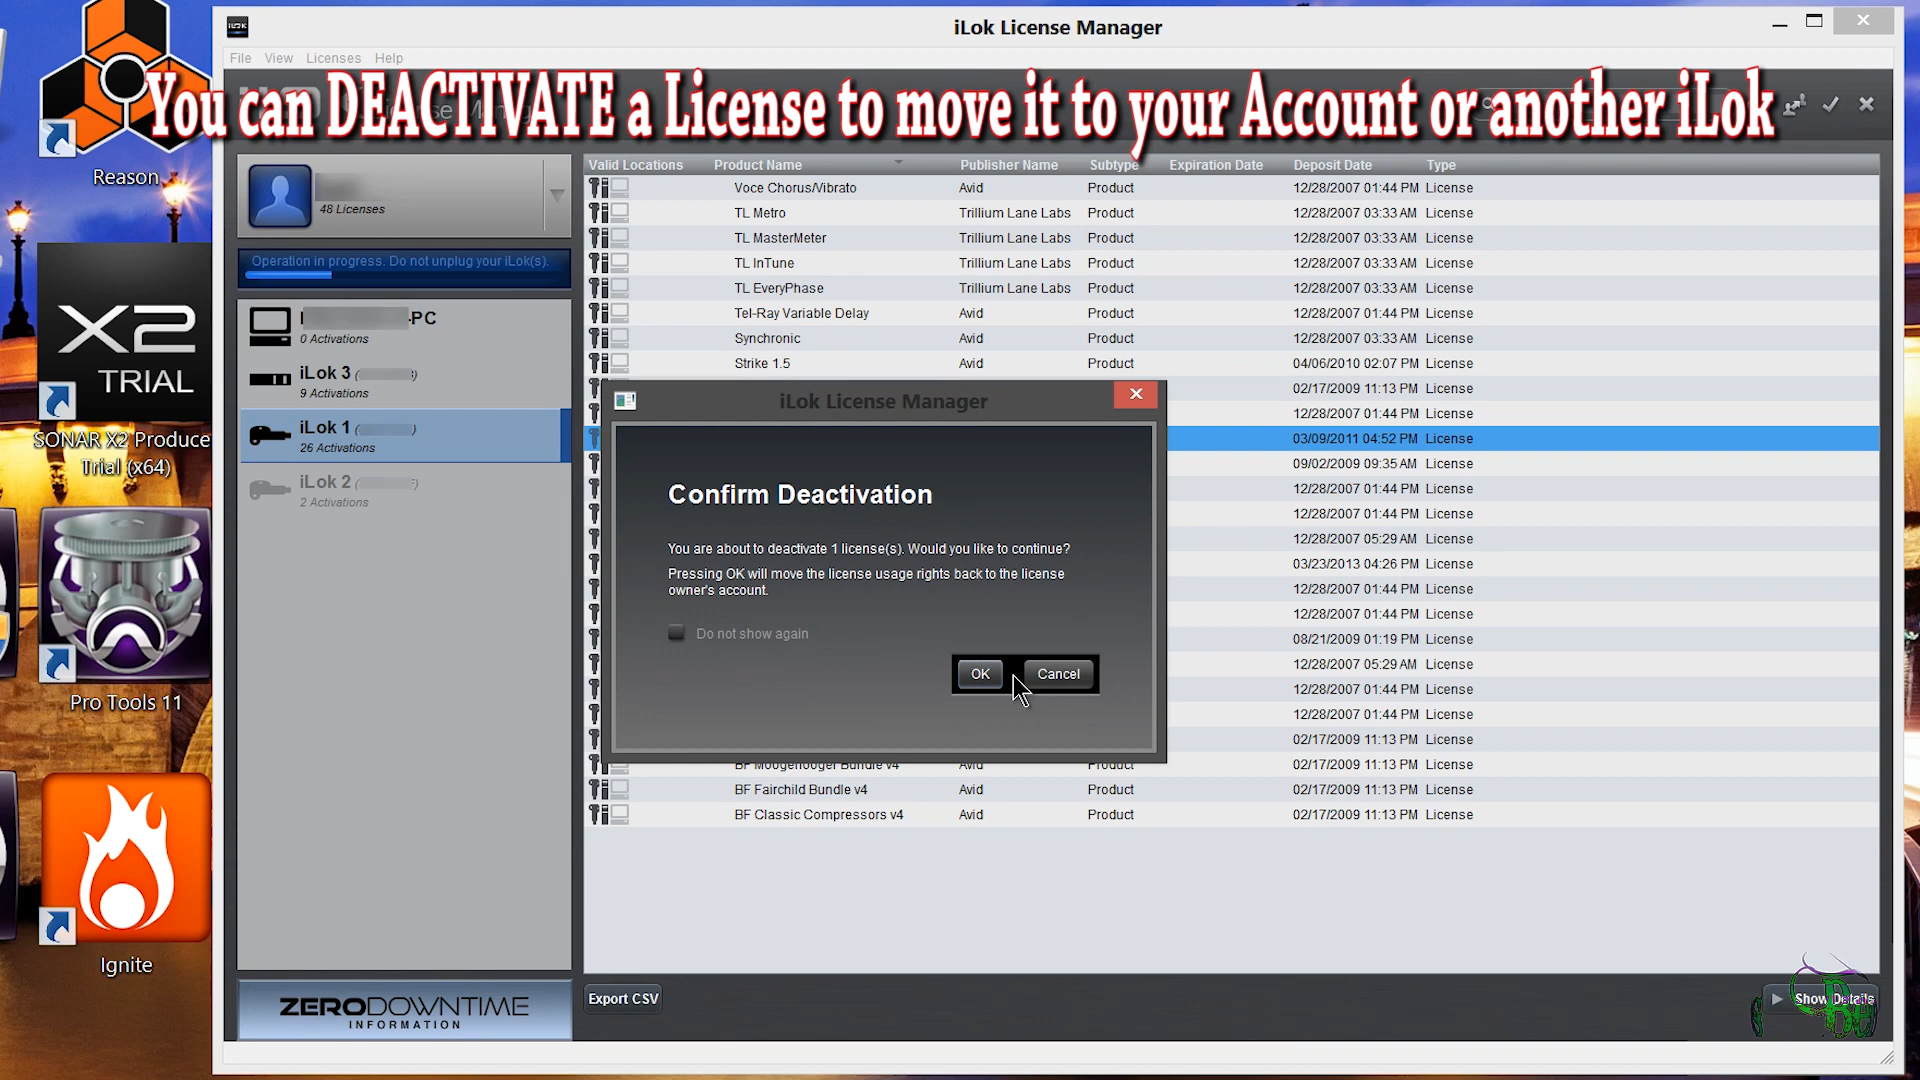 iLok License Manager
File View Licenses Help
You can DEACTIVATE a License to move it to your Account or another iLok
Reason
48 Licenses
Operation in progress. Do not unplug your iLok(s).
-PC
0 Activations
iLok 3
9 Activations
iLok 1
26 Activations
iLok 2
2 Activations
X2
TRIAL
SONAR X2 Produce
Trial (x64)
Pro Tools 11
Ignite
Valid Locations Product Name Publisher Name Subtype Expiration Date Deposit Date Type
Voce Chorus/Vibrato Avid Product 12/28/2007 01:44 PM License
TL Metro Trillium Lane Labs Product 12/28/2007 03:33 AM License
TL MasterMeter Trillium Lane Labs Product 12/28/2007 03:33 AM License
TL InTune Trillium Lane Labs Product 12/28/2007 03:33 AM License
TL EveryPhase Trillium Lane Labs Product 12/28/2007 03:33 AM License
Tel-Ray Variable Delay Avid Product 12/28/2007 01:44 PM License
Synchronic Avid Product 12/28/2007 03:33 AM License
Strike 1.5 Avid Product 04/06/2010 02:07 PM License
02/17/2009 11:13 PM License
12/28/2007 01:44 PM License
03/09/2011 04:52 PM License
09/02/2009 09:35 AM License
12/28/2007 01:44 PM License
12/28/2007 01:44 PM License
12/28/2007 05:29 AM License
03/23/2013 04:26 PM License
12/28/2007 01:44 PM License
12/28/2007 01:44 PM License
08/21/2009 01:19 PM License
12/28/2007 05:29 AM License
12/28/2007 01:44 PM License
12/28/2007 01:44 PM License
02/17/2009 11:13 PM License
BF Moogerfooger Bundle v4 Avid Product 02/17/2009 11:13 PM License
BF Fairchild Bundle v4 Avid Product 02/17/2009 11:13 PM License
BF Classic Compressors v4 Avid Product 02/17/2009 11:13 PM License
iLok License Manager
Confirm Deactivation
You are about to deactivate 1 license(s). Would you like to continue?
Pressing OK will move the license usage rights back to the license
owner's account.
Do not show again
OK Cancel
ZERODOWNTIME
INFORMATION
Export CSV
Show Details